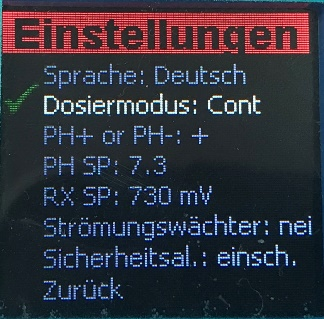 Einstellungen
Sprache: Deutsch
Dosiermodus: Cont
PH+ or PH-: +
PH SP: 7.3
RX SP: 730 mV
Strömungswächter: nei
Sicherheitsal.: einsch.
Zurück